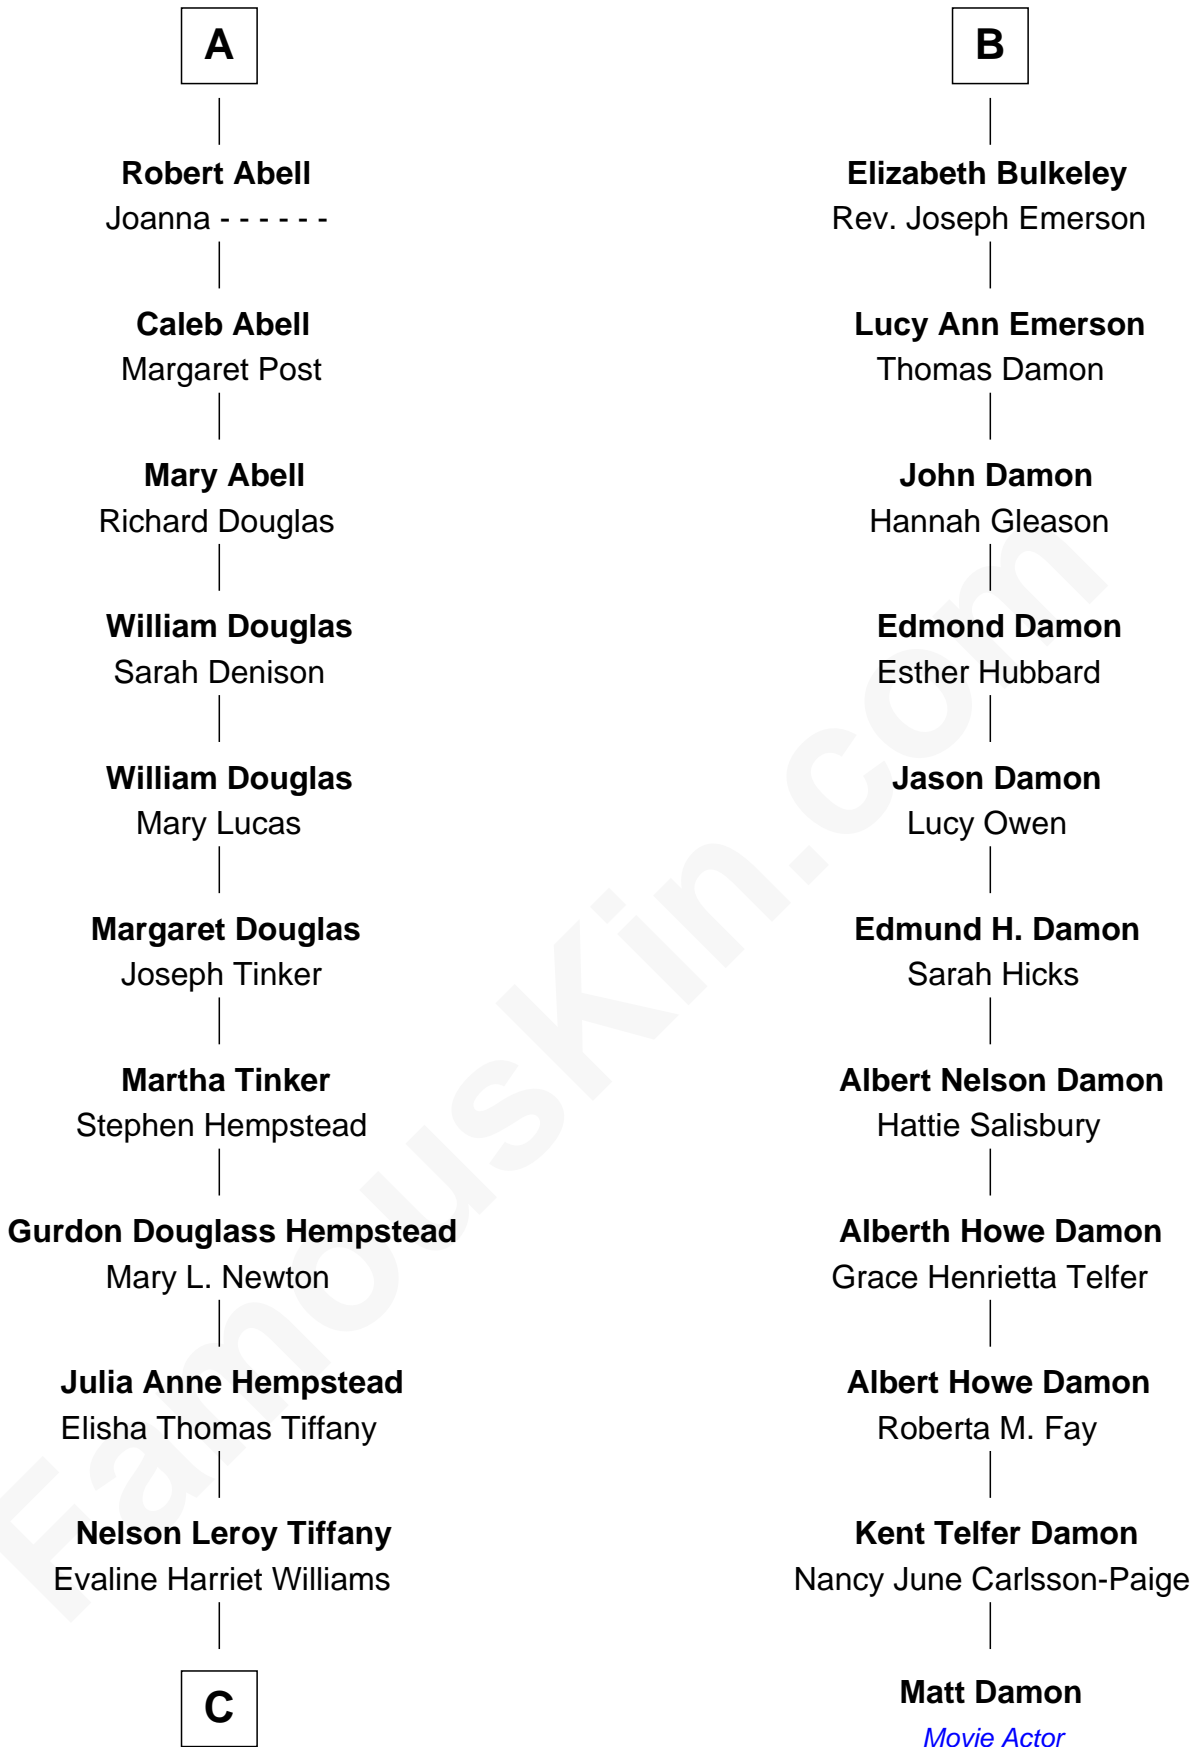 A
Robert Abell
Joanna - - - - - -
Caleb Abell
Margaret Post
Mary Abell
Richard Douglas
William Douglas
Sarah Denison
William Douglas
Mary Lucas
Margaret Douglas
Joseph Tinker
Martha Tinker
Stephen Hempstead
Gurdon Douglass Hempstead
Mary L. Newton
Julia Anne Hempstead
Elisha Thomas Tiffany
Nelson Leroy Tiffany
Evaline Harriet Williams
C
B
Elizabeth Bulkeley
Rev. Joseph Emerson
Lucy Ann Emerson
Thomas Damon
John Damon
Hannah Gleason
Edmond Damon
Esther Hubbard
Jason Damon
Lucy Owen
Edmund H. Damon
Sarah Hicks
Albert Nelson Damon
Hattie Salisbury
Alberth Howe Damon
Grace Henrietta Telfer
Albert Howe Damon
Roberta M. Fay
Kent Telfer Damon
Nancy June Carlsson-Paige
Matt Damon
Movie Actor
FamousKin.com